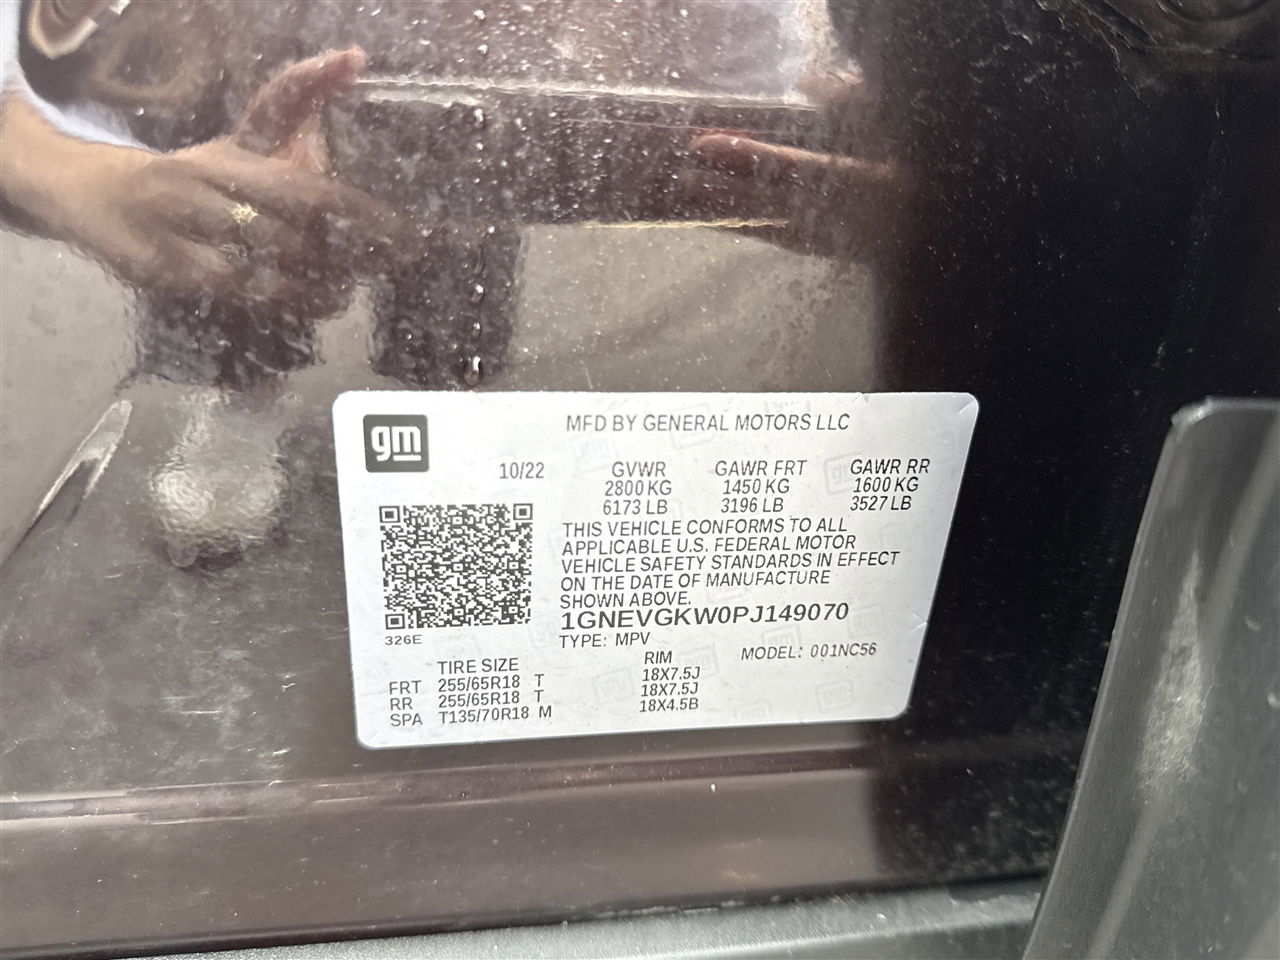 gm
MFD BY GENERAL MOTORS LLC
10/22 GVWR GAWR FRT GAWR RR
2800 KG 1450 KG 1600 KG
6173 LB 3196 LB 3527 LB
THIS VEHICLE CONFORMS TO ALL
APPLICABLE U.S. FEDERAL MOTOR
VEHICLE SAFETY STANDARDS IN EFFECT
ON THE DATE OF MANUFACTURE
SHOWN ABOVE.
1GNEVGKW0PJ149070
326E
TYPE: MPV MODEL: 001NC56
TIRE SIZE RIM
FRT 255/65R18 T 18X7.5J
RR 255/65R18 T 18X7.5J
SPA T135/70R18 M 18X4.5B